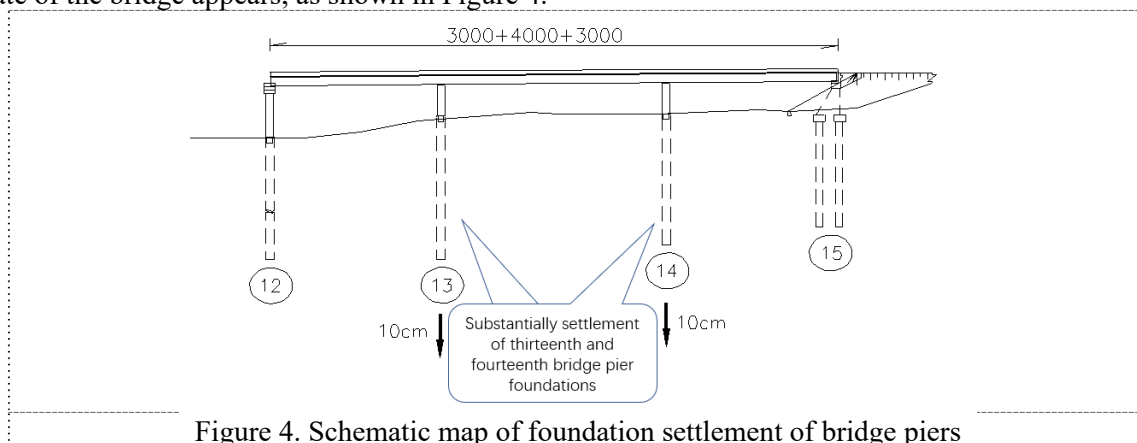 ate of the bridge appears, as shown in Figure 4.
3000+4000+3000
12
13
14
15
10cm
10cm
Substantially settlement
of thirteenth and
fourteenth bridge pier
foundations
Figure 4. Schematic map of foundation settlement of bridge piers